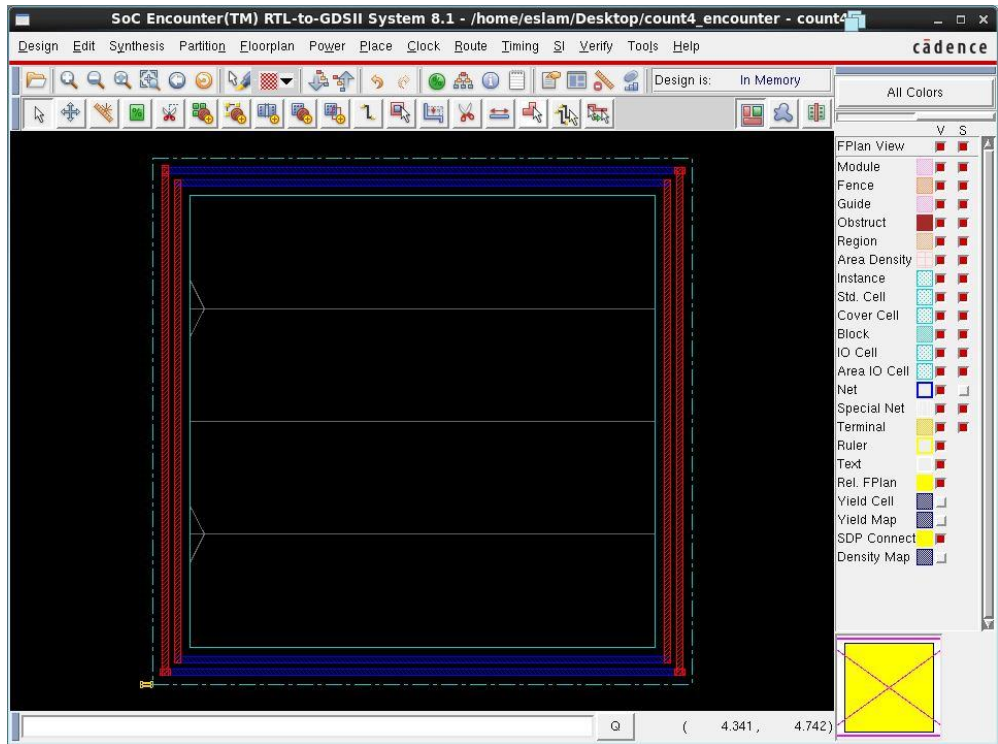 SoC Encounter(TM) RTL-to-GDSII System 8.1 - /home/eslam/Desktop/count4_encounter - count4
Design Edit Synthesis Partition Floorplan Power Place Clock Route Timing SI Verify Tools Help cādence
Design is: In Memory
All Colors
V S
FPlan View
Module
Fence
Guide
Obstruct
Region
Area Density
Instance
Std. Cell
Cover Cell
Block
IO Cell
Area IO Cell
Net
Special Net
Terminal
Ruler
Text
Rel. FPlan
Yield Cell
Yield Map
SDP Connect
Density Map
Q ( 4.341 , 4.742)